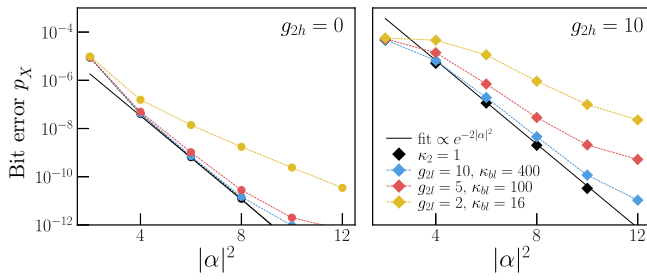 g_{2h} = 0
g_{2h} = 10
Bit error p_X
10^{-4}
10^{-6}
10^{-8}
10^{-10}
10^{-12}
fit ∝ e^{-2|α|^2}
κ_2 = 1
g_{2l} = 10, κ_{bl} = 400
g_{2l} = 5, κ_{bl} = 100
g_{2l} = 2, κ_{bl} = 16
4 8 12
4 6 8 10 12
|α|^2
|α|^2